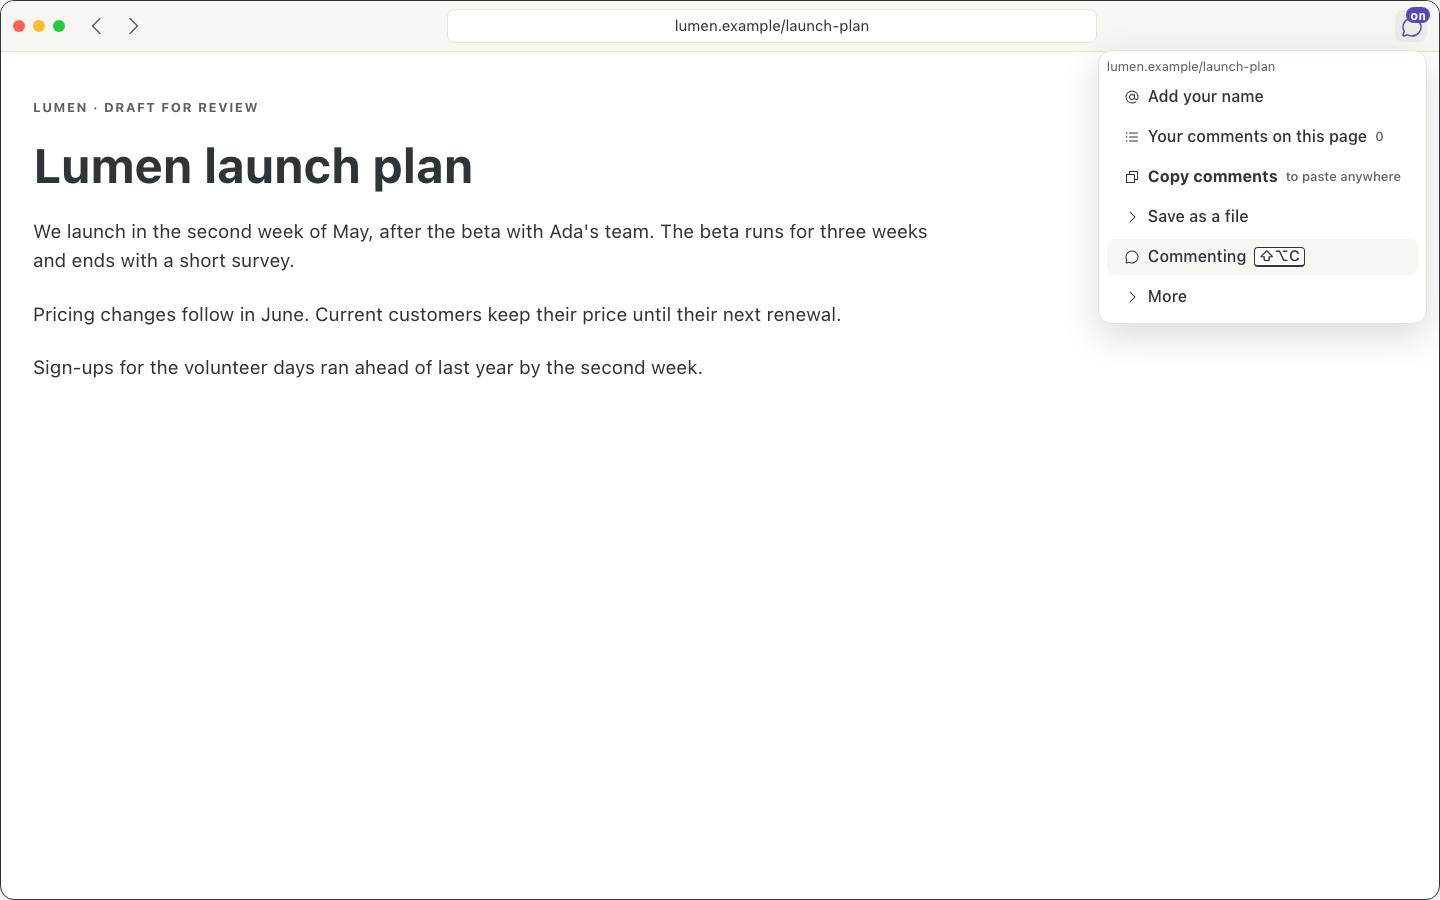 lumen.example/launch-plan
on
lumen.example/launch-plan
Add your name
Your comments on this page 0
Copy comments to paste anywhere
Save as a file
Commenting ⇧⌥C
More
LUMEN · DRAFT FOR REVIEW
Lumen launch plan
We launch in the second week of May, after the beta with Ada's team. The beta runs for three weeks
and ends with a short survey.
Pricing changes follow in June. Current customers keep their price until their next renewal.
Sign-ups for the volunteer days ran ahead of last year by the second week.